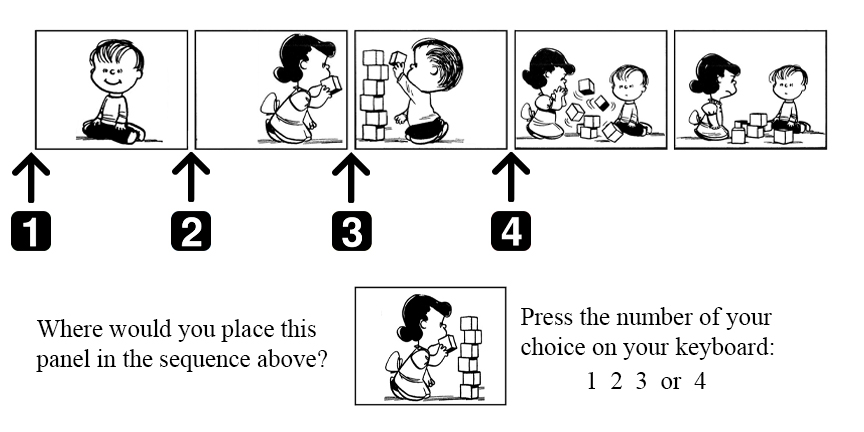 1 2 3 4
Where would you place this
panel in the sequence above?
Press the number of your
choice on your keyboard:
1 2 3 or 4